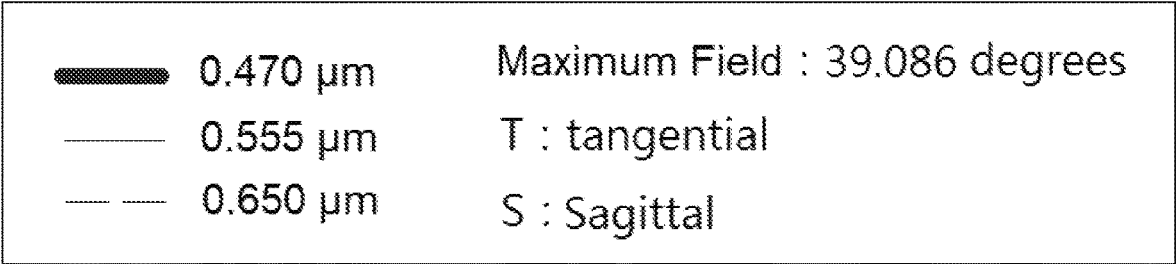 0.470 µm
0.555 µm
0.650 µm
Maximum Field : 39.086 degrees
T : tangential
S : Sagittal